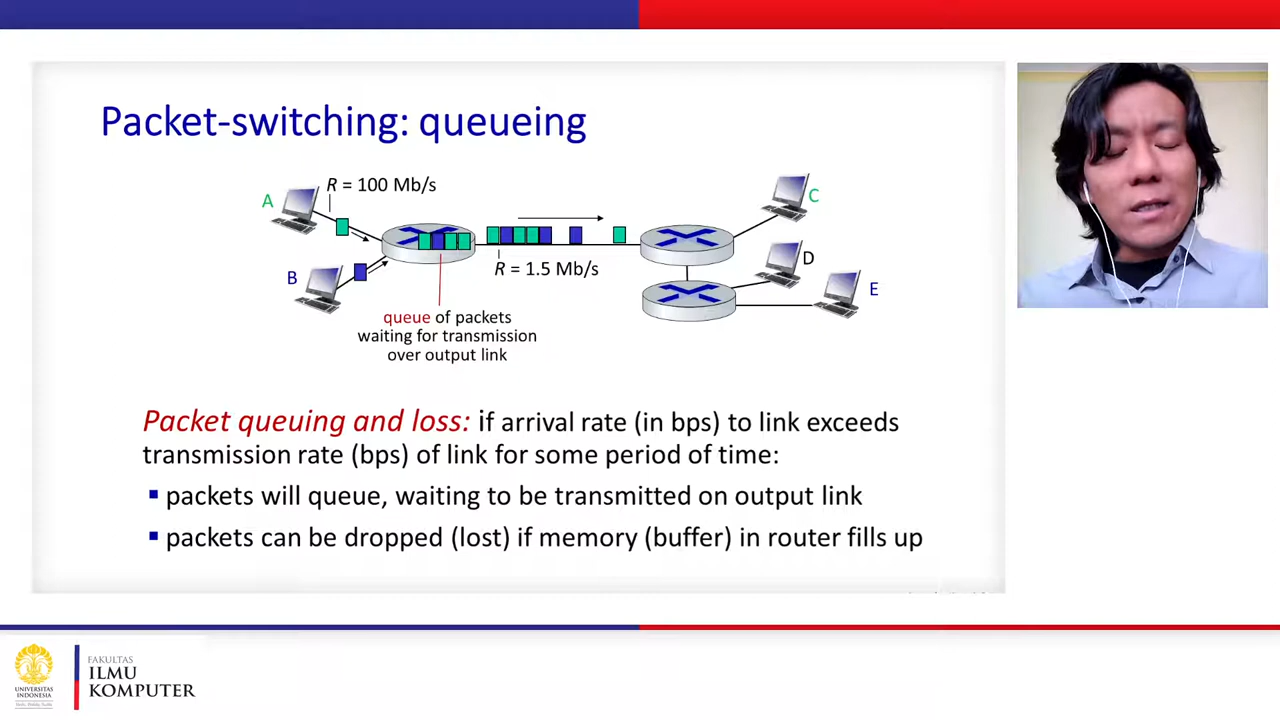 Packet-switching: queueing
A
R = 100 Mb/s
C
B
R = 1.5 Mb/s
D
E
queue of packets
waiting for transmission
over output link
Packet queuing and loss: if arrival rate (in bps) to link exceeds
transmission rate (bps) of link for some period of time:
▪ packets will queue, waiting to be transmitted on output link
▪ packets can be dropped (lost) if memory (buffer) in router fills up
UNIVERSITAS
INDONESIA
FAKULTAS
ILMU
KOMPUTER